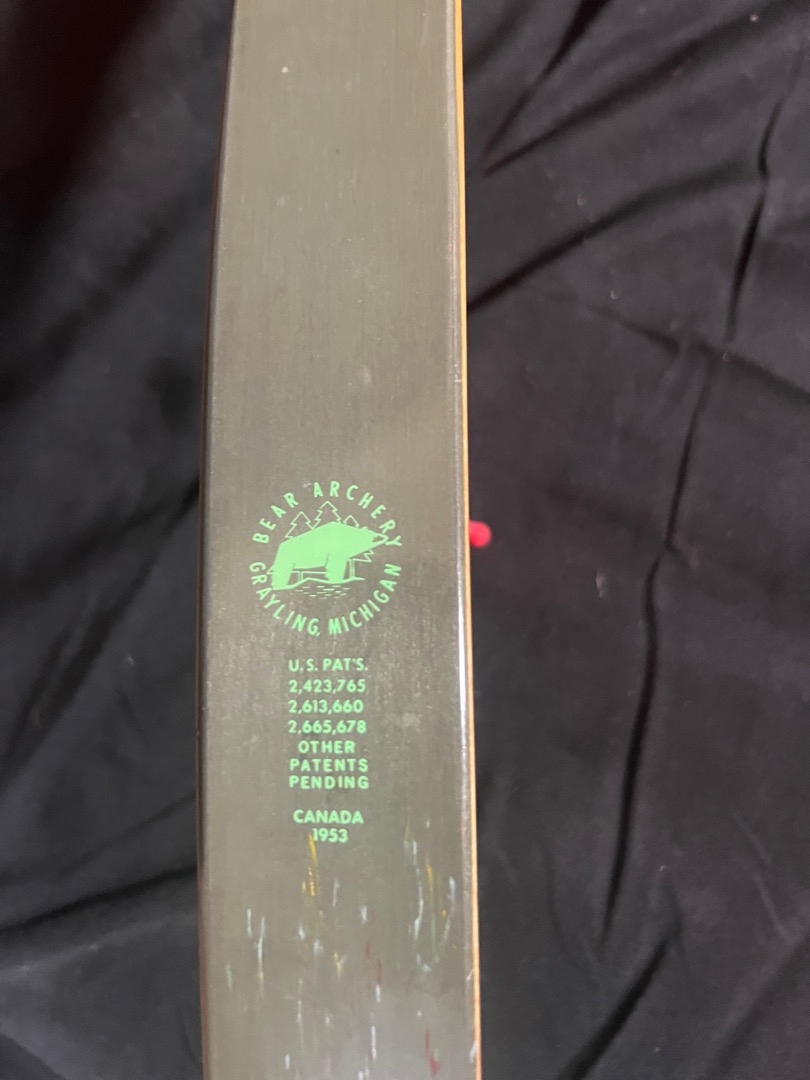 BEAR ARCHERY
GRAYLING, MICHIGAN
U.S. PAT'S.
2,423,765
2,613,660
2,665,678
OTHER
PATENTS
PENDING
CANADA
1953